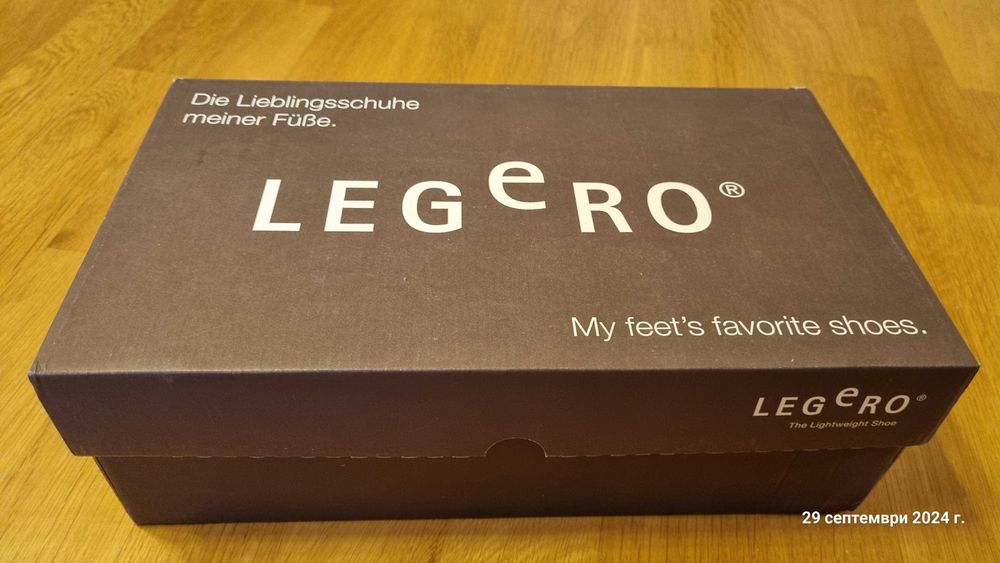 Die Lieblingsschuhe
meiner Füße.
LEGeRO®
My feet's favorite shoes.
LEGeRO®
The Lightweight Shoe
29 септември 2024 г.